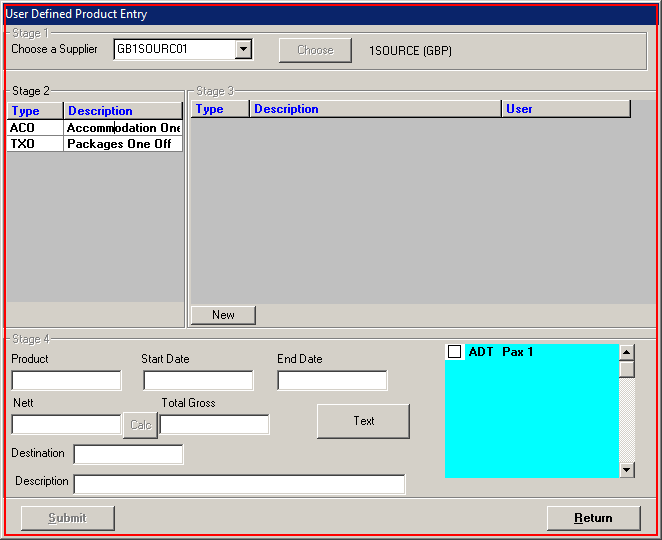 User Defined Product Entry
Stage 1
Choose a Supplier GB1SOURC01 Choose 1SOURCE (GBP)
Stage 2 Stage 3
Type Description Type Description User
ACO Accommodation One
TXO Packages One Off
New
Stage 4
Product Start Date End Date
ADT Pax 1
Nett Total Gross
Calc Text
Destination
Description
Submit Return